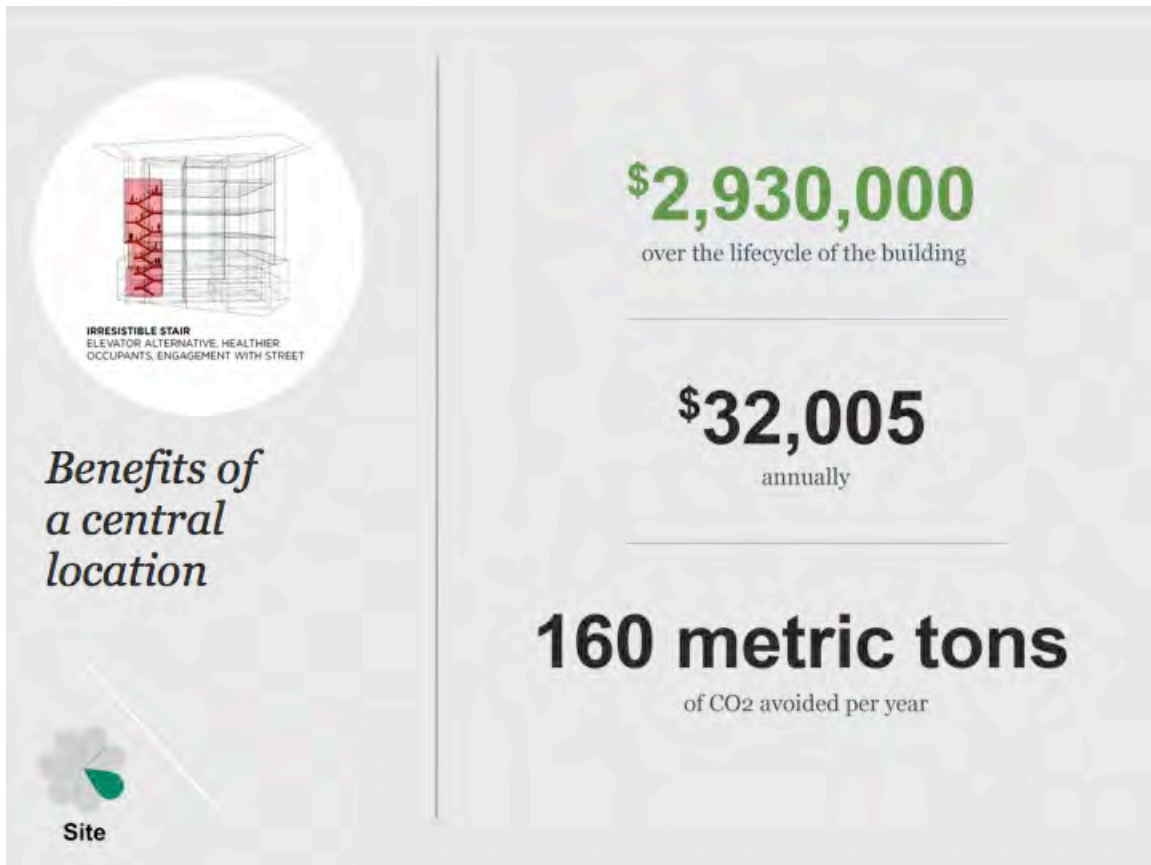 IRRESISTIBLE STAIR
ELEVATOR ALTERNATIVE, HEALTHIER
OCCUPANTS, ENGAGEMENT WITH STREET
Benefits of
a central
location
Site
$2,930,000
over the lifecycle of the building
$32,005
annually
160 metric tons
of CO2 avoided per year